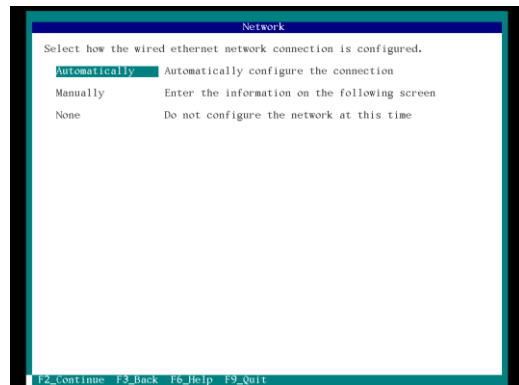 Network
Select how the wired ethernet network connection is configured.
Automatically Automatically configure the connection
Manually Enter the information on the following screen
None Do not configure the network at this time
F2_Continue F3_Back F6_Help F9_Quit